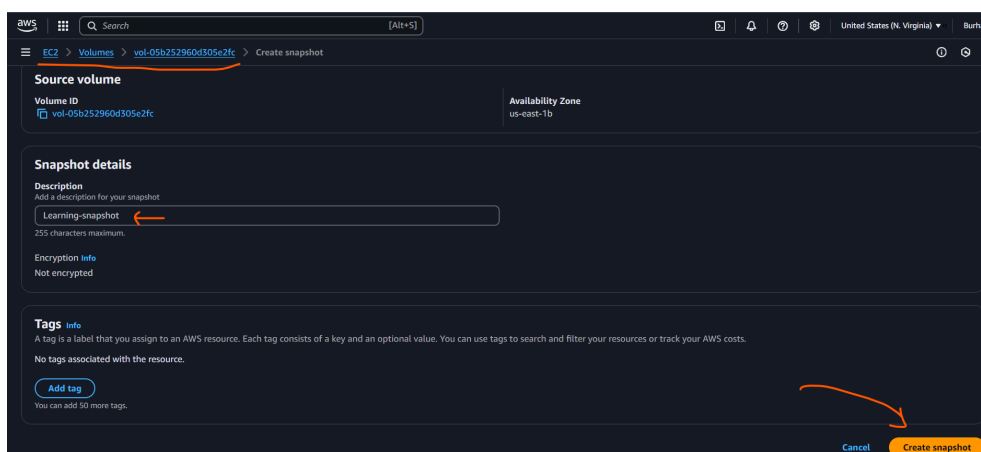 aws
Search [Alt+S]
United States (N. Virginia) ▼
EC2 > Volumes > vol-05b252960d305e2fc > Create snapshot
Source volume
Volume ID
vol-05b252960d305e2fc
Availability Zone
us-east-1b
Snapshot details
Description
Add a description for your snapshot
Learning-snapshot
255 characters maximum.
Encryption Info
Not encrypted
Tags Info
A tag is a label that you assign to an AWS resource. Each tag consists of a key and an optional value. You can use tags to search and filter your resources or track your AWS costs.
No tags associated with the resource.
Add tag
You can add 50 more tags.
Cancel Create snapshot